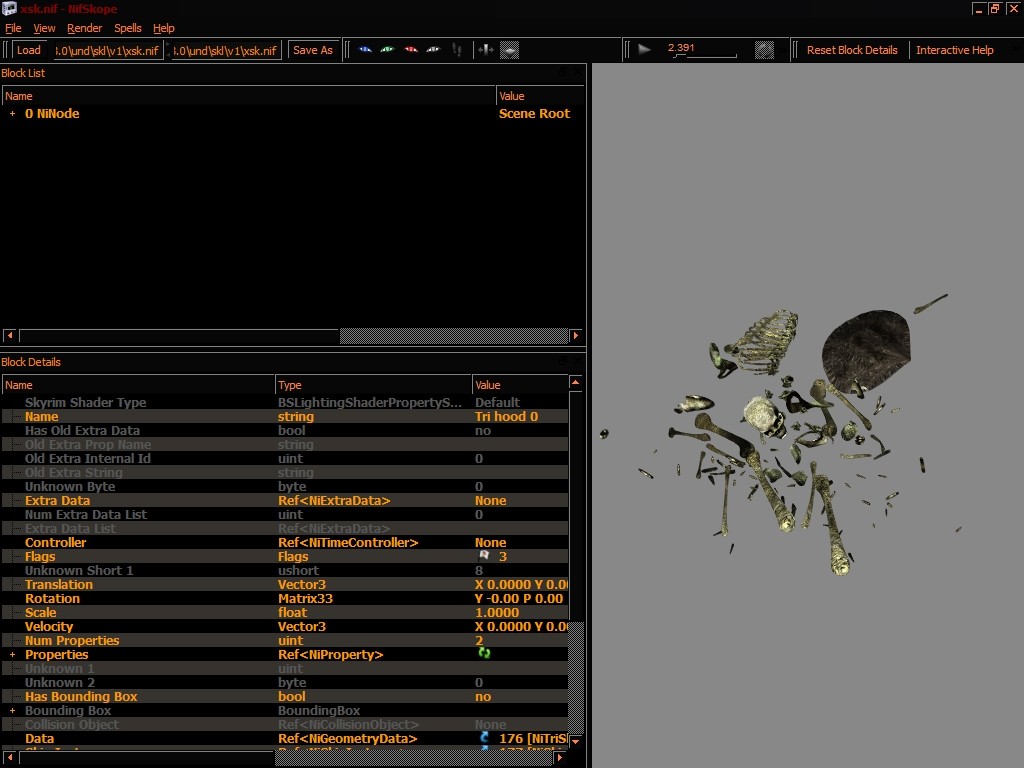 xsk.nif - NifSkope
File View Render Spells Help
Load 3.0\und\skl\v1\xsk.nif 3.0\und\skl\v1\xsk.nif Save As 2.391 Reset Block Details Interactive Help
Block List
Name Value
+ 0 NiNode Scene Root
Block Details
Name Type Value
Skyrim Shader Type BSLightingShaderPropertyS... Default
Name string Tri hood 0
Has Old Extra Data bool no
Old Extra Prop Name string
Old Extra Internal Id uint 0
Old Extra String string
Unknown Byte byte 0
Extra Data Ref<NiExtraData> None
Num Extra Data List uint 0
Extra Data List Ref<NiExtraData>
Controller Ref<NiTimeController> None
Flags Flags 3
Unknown Short 1 ushort 8
Translation Vector3 X 0.0000 Y 0.0
Rotation Matrix33 Y -0.00 P 0.00
Scale float 1.0000
Velocity Vector3 X 0.0000 Y 0.0
Num Properties uint 2
+ Properties Ref<NiProperty>
Unknown 1 uint
Unknown 2 byte 0
Has Bounding Box bool no
+ Bounding Box BoundingBox
Collision Object Ref<NiCollisionObject> None
Data Ref<NiGeometryData> 176 [NiTriS